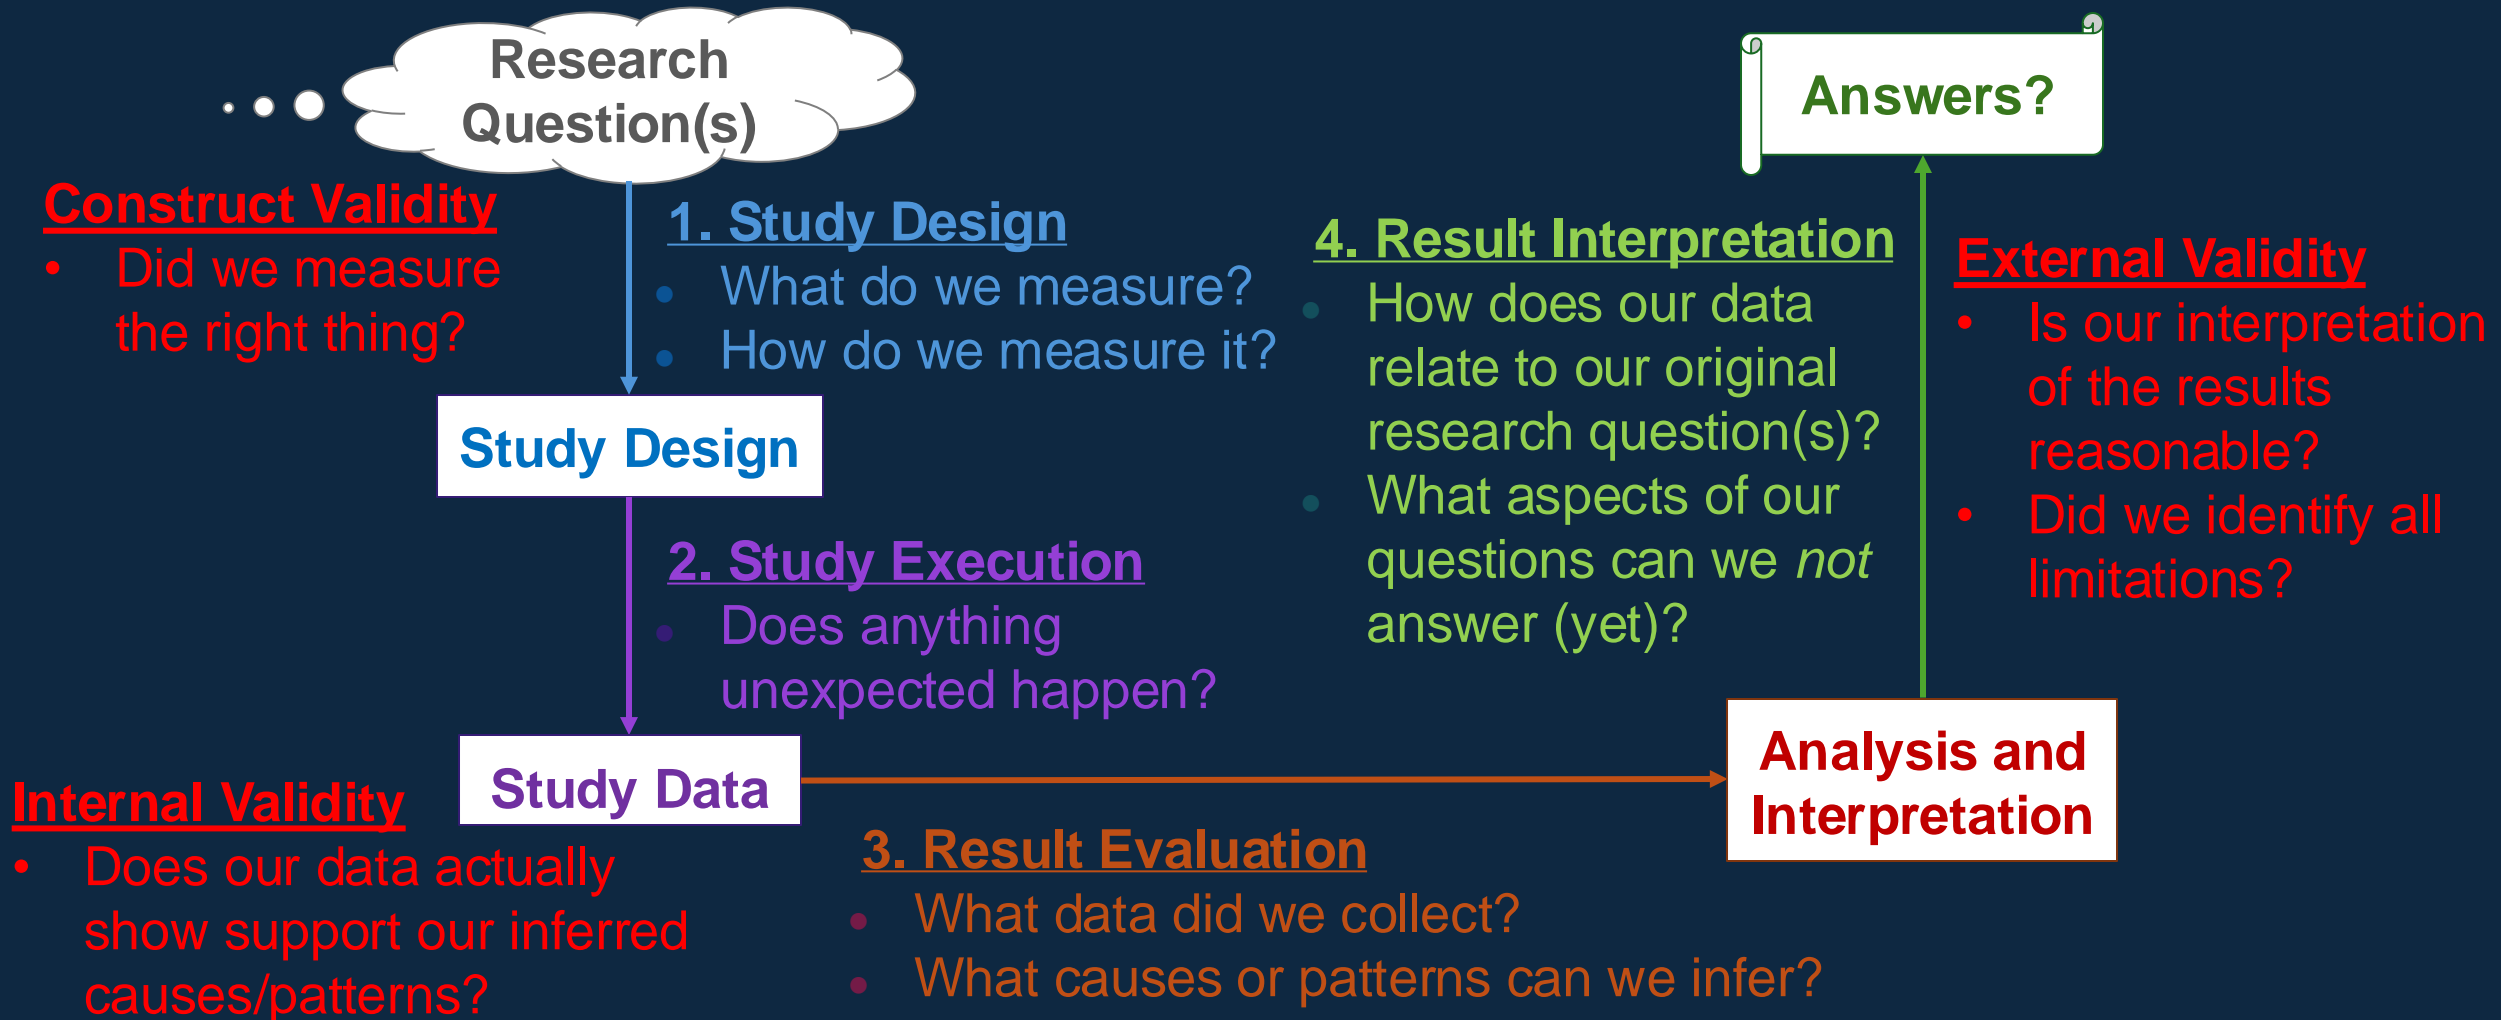 Research
Question(s)
Answers?
Construct Validity
• Did we measure
the right thing?
1. Study Design
• What do we measure?
• How do we measure it?
4. Result Interpretation
• How does our data
relate to our original
research question(s)?
• What aspects of our
questions can we not
answer (yet)?
External Validity
• Is our interpretation
of the results
reasonable?
• Did we identify all
limitations?
Study Design
2. Study Execution
• Does anything
unexpected happen?
Study Data
Analysis and
Interpretation
Internal Validity
• Does our data actually
show support our inferred
causes/patterns?
3. Result Evaluation
• What data did we collect?
• What causes or patterns can we infer?